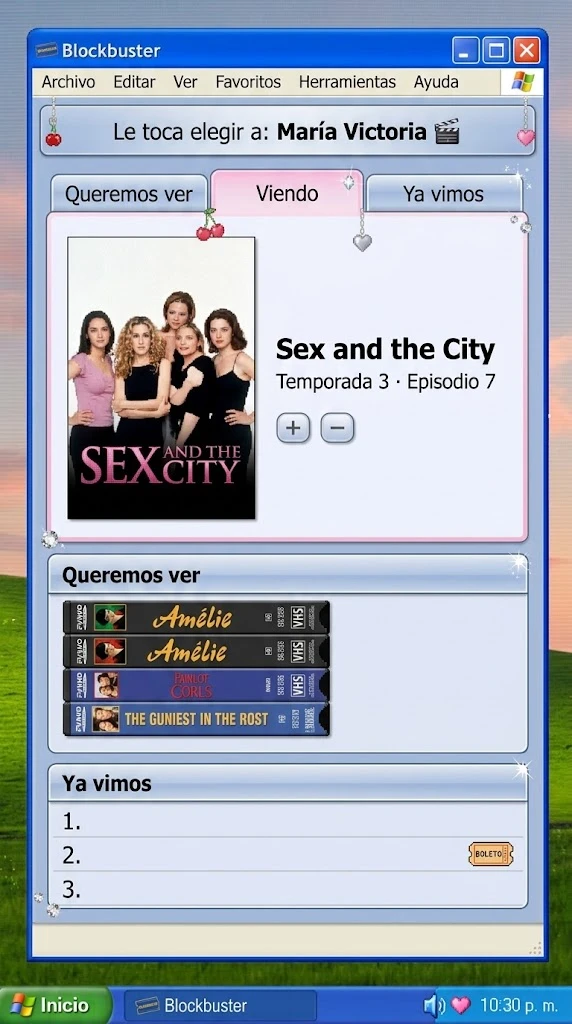 Blockbuster
Archivo Editar Ver Favoritos Herramientas Ayuda
Le toca elegir a: María Victoria
Queremos ver
Viendo
Ya vimos
SEX AND THE CITY
Sex and the City
Temporada 3 · Episodio 7
+ −
Queremos ver
Amélie VHS
Amélie VHS
CORLS VHS
THE GUNIEST IN THE ROST
Ya vimos
1.
2.
BOLETO
3.
Inicio
Blockbuster
10:30 p. m.